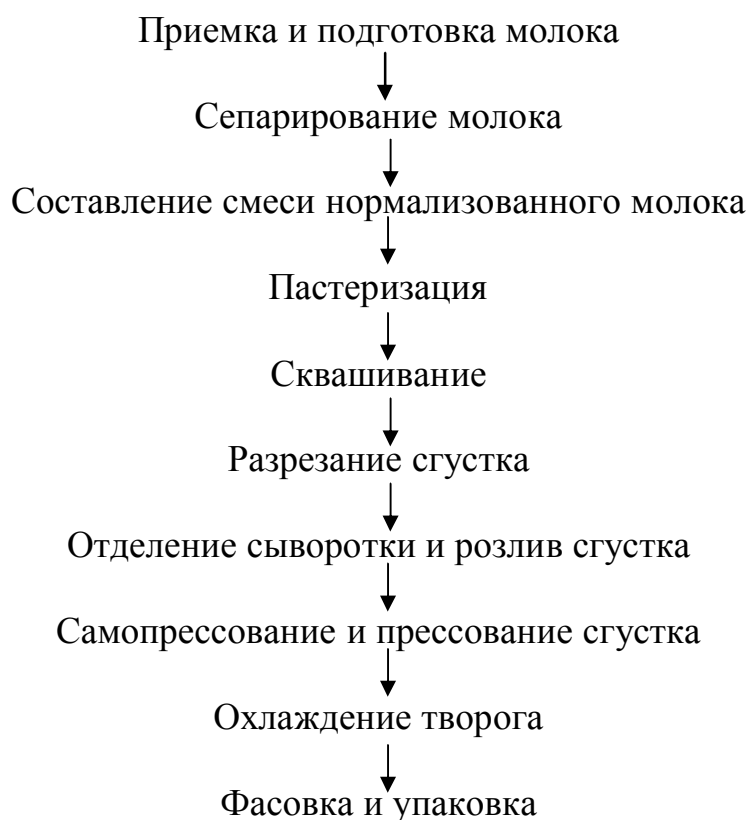 Приемка и подготовка молока
Сепарирование молока
Составление смеси нормализованного молока
Пастеризация
Сквашивание
Разрезание сгустка
Отделение сыворотки и розлив сгустка
Самопрессование и прессование сгустка
Охлаждение творога
Фасовка и упаковка